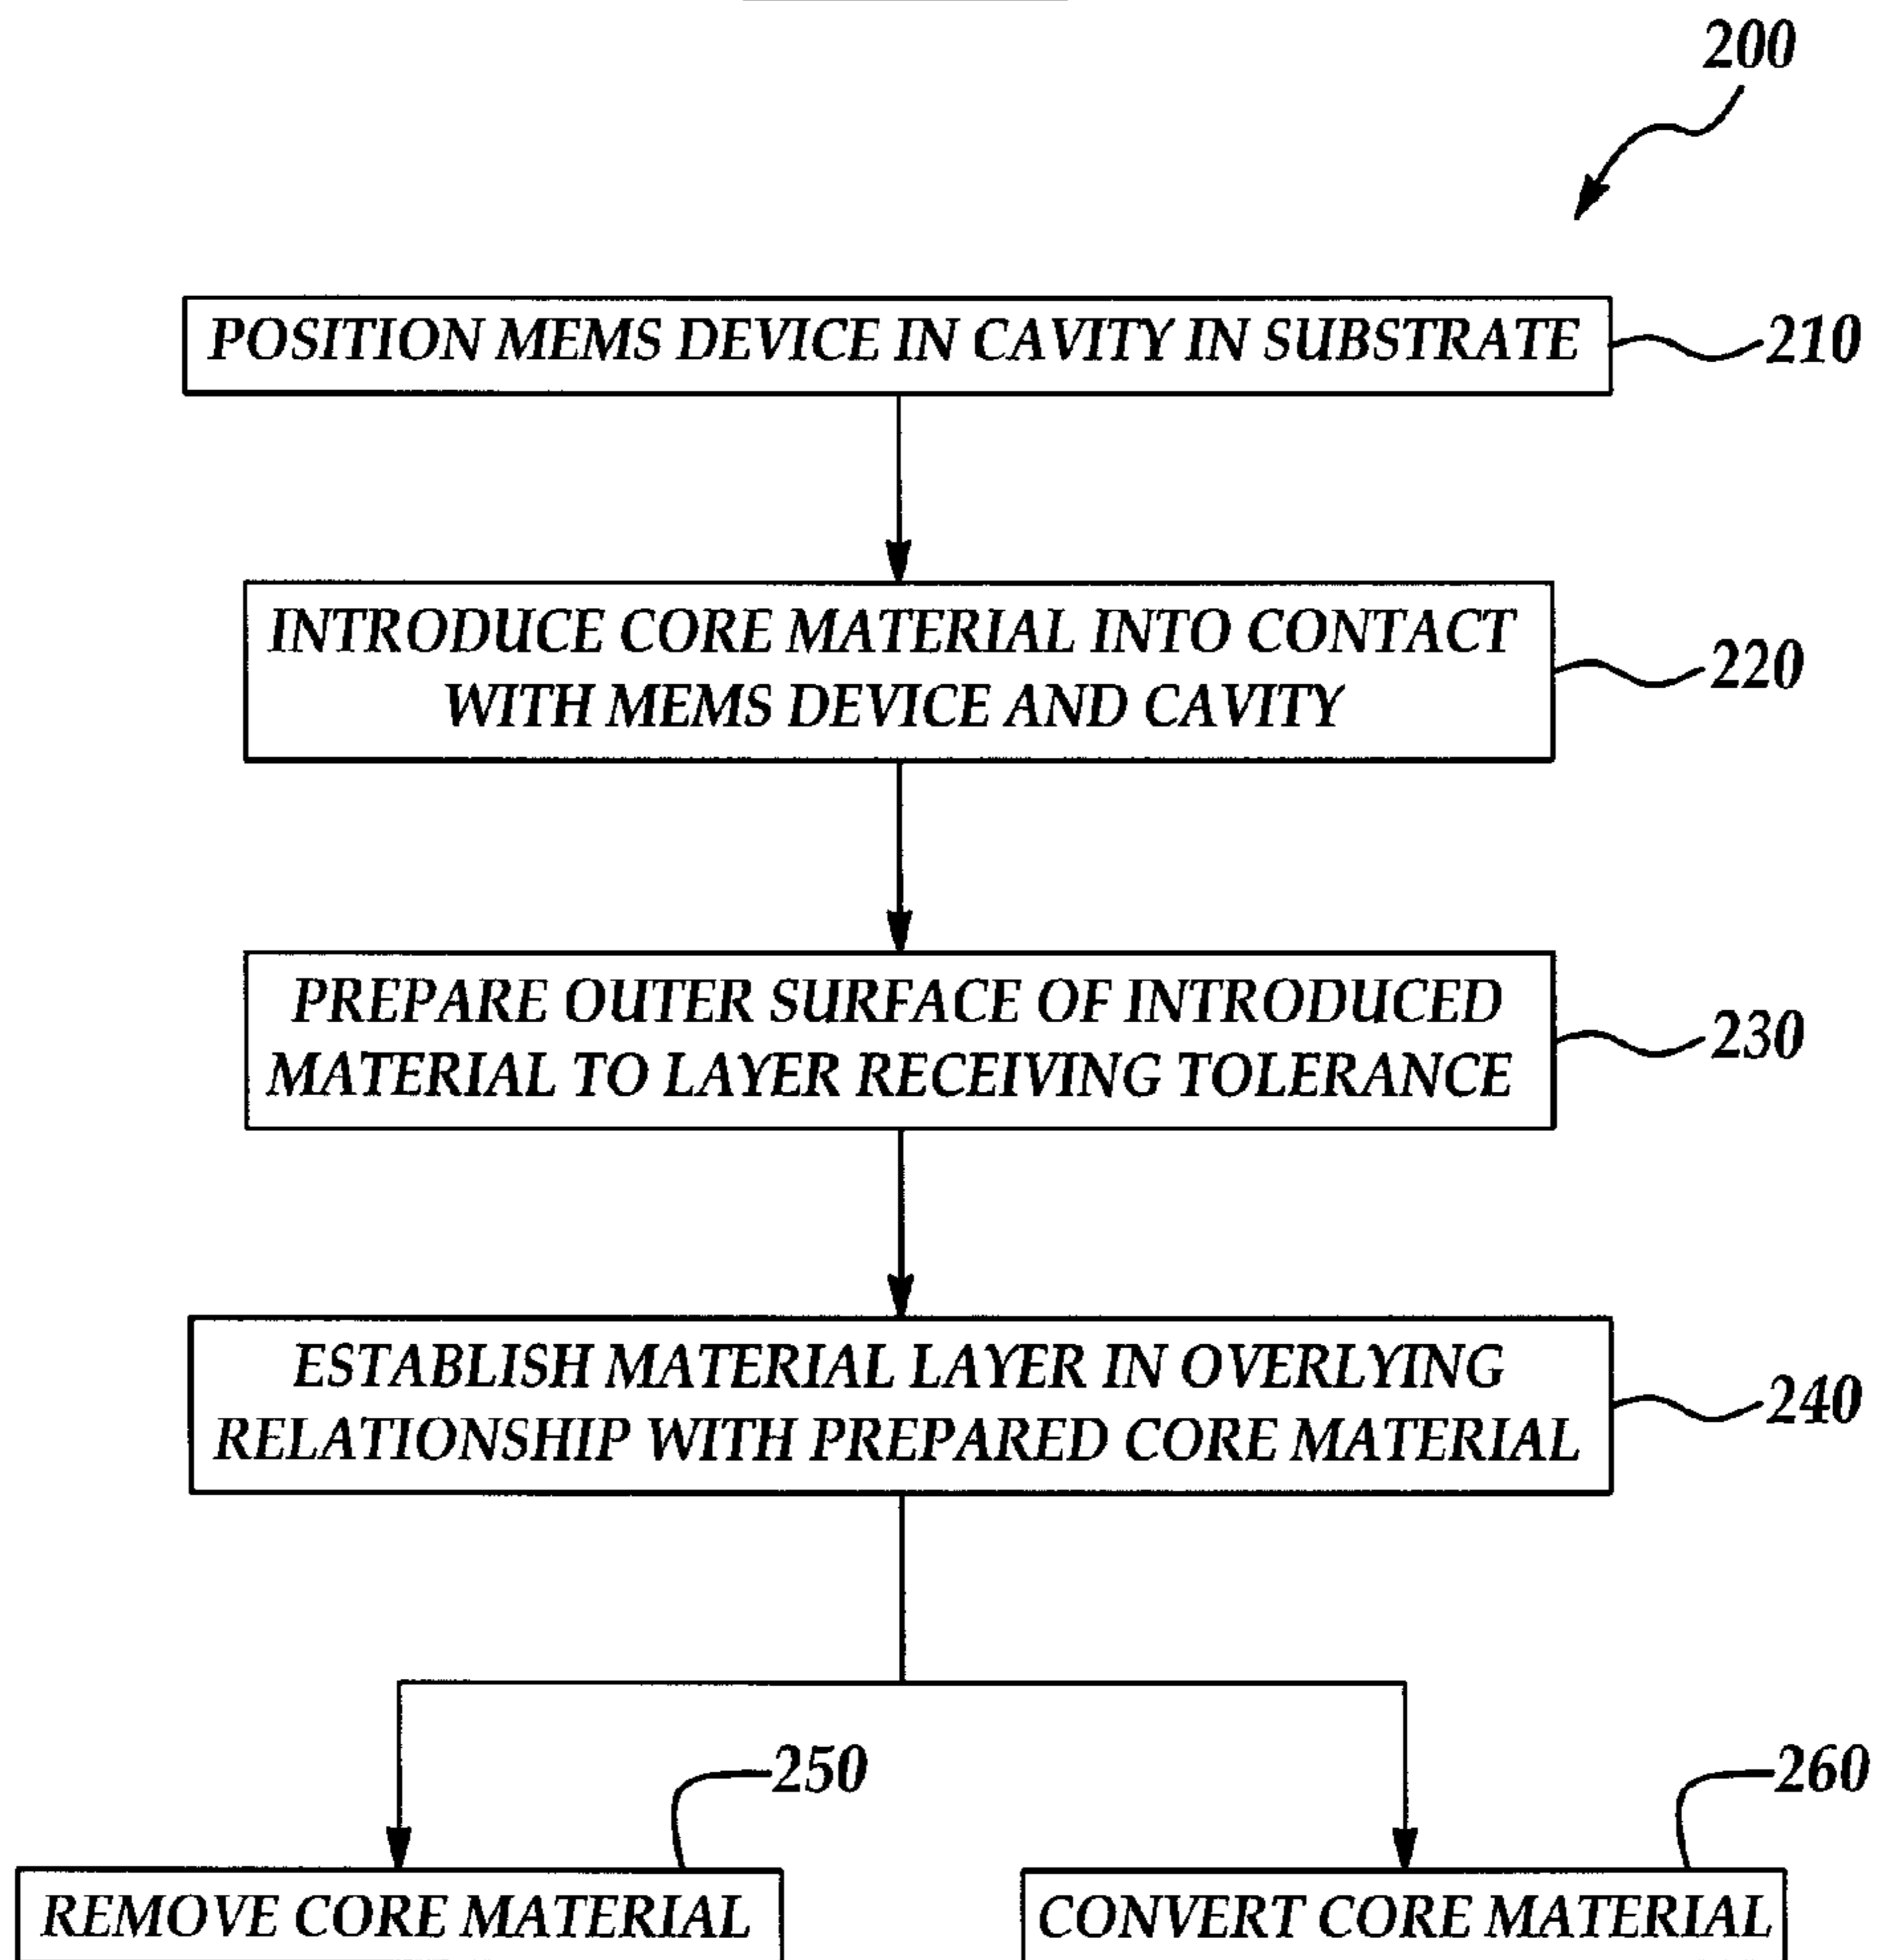 200
POSITION MEMS DEVICE IN CAVITY IN SUBSTRATE
210
INTRODUCE CORE MATERIAL INTO CONTACT
WITH MEMS DEVICE AND CAVITY
220
PREPARE OUTER SURFACE OF INTRODUCED
MATERIAL TO LAYER RECEIVING TOLERANCE
230
ESTABLISH MATERIAL LAYER IN OVERLYING
RELATIONSHIP WITH PREPARED CORE MATERIAL
240
250
260
REMOVE CORE MATERIAL
CONVERT CORE MATERIAL